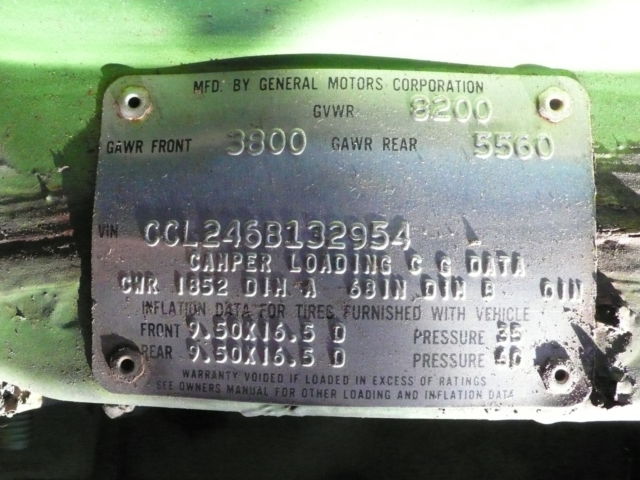 MFD. BY GENERAL MOTORS CORPORATION
GVWR 8200
GAWR FRONT 3800 GAWR REAR 5560
VIN CCL246B132954
CAMPER LOADING C G DATA
CWR 1852 DIM A 68IN DIM B 6IN
INFLATION DATA FOR TIRES FURNISHED WITH VEHICLE
FRONT 9.50X16.5 D PRESSURE
REAR 9.50X16.5 D PRESSURE
WARRANTY VOIDED IF LOADED IN EXCESS OF RATINGS
SEE OWNERS MANUAL FOR OTHER LOADING AND INFLATION DATA